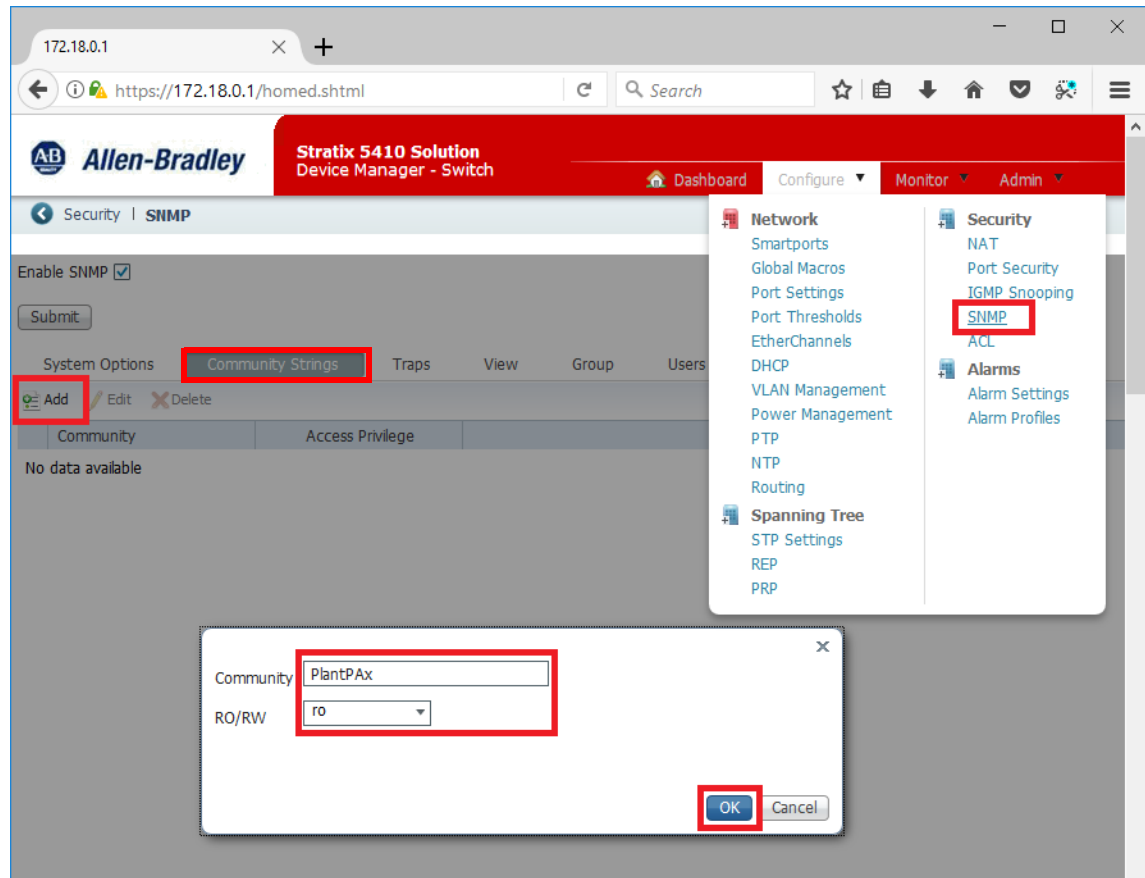 172.18.0.1
https://172.18.0.1/homed.shtml
Search
AB
Allen-Bradley
Stratix 5410 Solution
Device Manager - Switch
Dashboard Configure Monitor Admin
Security | SNMP
Enable SNMP
Submit
System Options Community Strings Traps View Group Users
Add Edit Delete
Community Access Privilege
No data available
Network
Smartports
Global Macros
Port Settings
Port Thresholds
EtherChannels
DHCP
VLAN Management
Power Management
PTP
NTP
Routing
Spanning Tree
STP Settings
REP
PRP
Security
NAT
Port Security
IGMP Snooping
SNMP
ACL
Alarms
Alarm Settings
Alarm Profiles
Community PlantPAx
RO/RW ro
OK Cancel